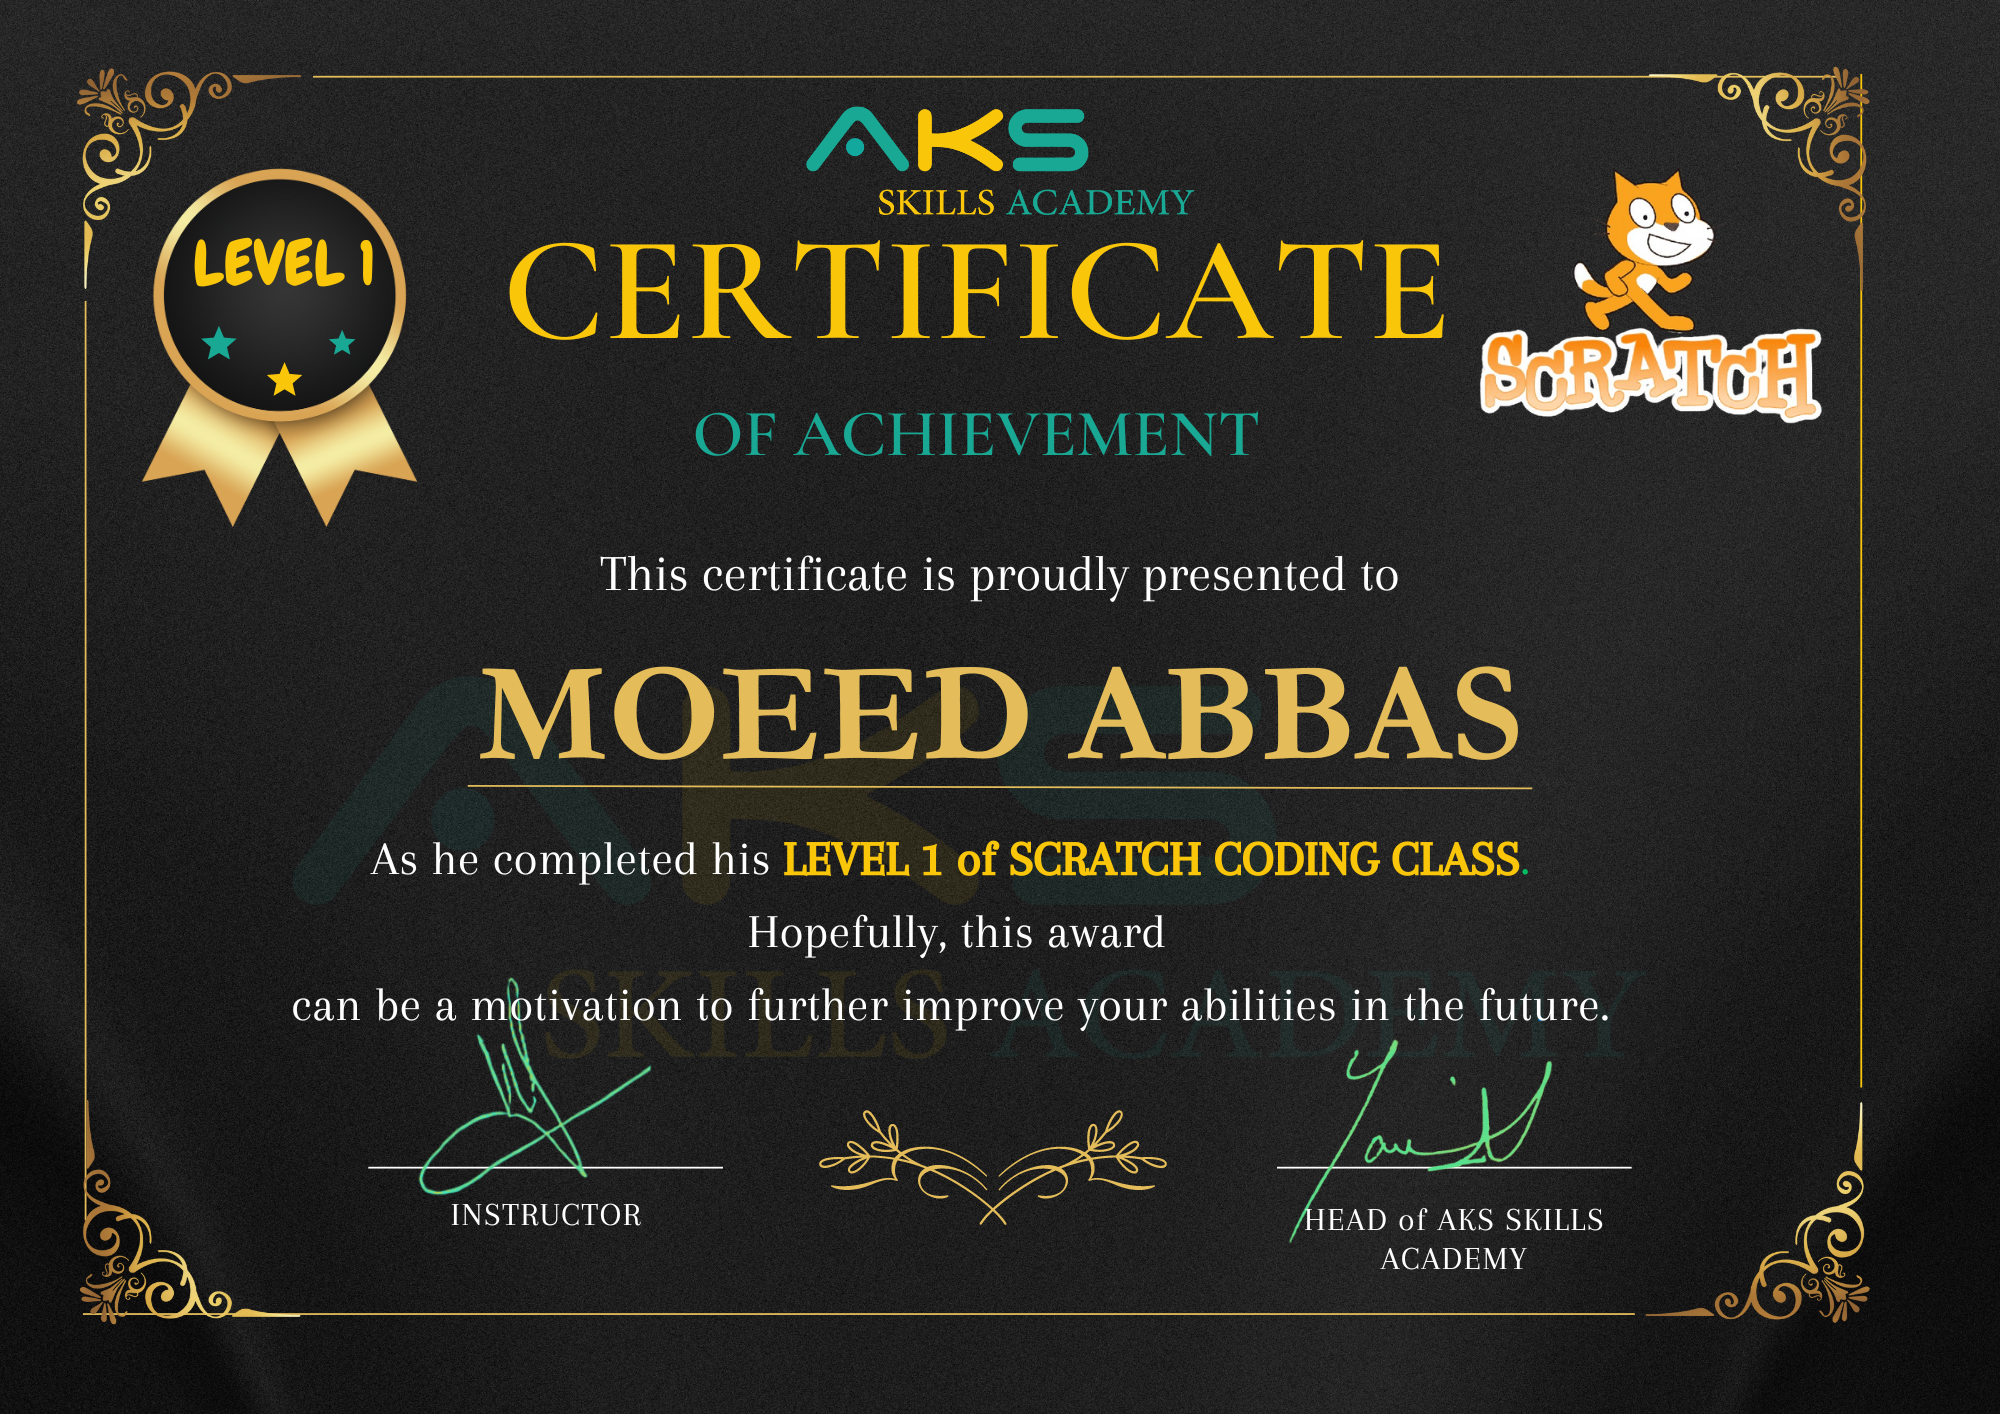 AKS
SKILLS ACADEMY
LEVEL 1
CERTIFICATE
SCRATCH
OF ACHIEVEMENT
This certificate is proudly presented to
MOEED ABBAS
As he completed his LEVEL 1 of SCRATCH CODING CLASS.
Hopefully, this award
can be a motivation to further improve your abilities in the future.
AKS
SKILLS ACADEMY
INSTRUCTOR
HEAD of AKS SKILLS
ACADEMY